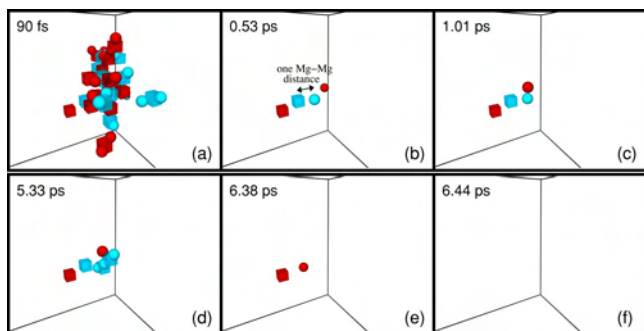 90 fs
(a)
0.53 ps
one Mg-Mg
distance
(b)
1.01 ps
(c)
5.33 ps
(d)
6.38 ps
(e)
6.44 ps
(f)